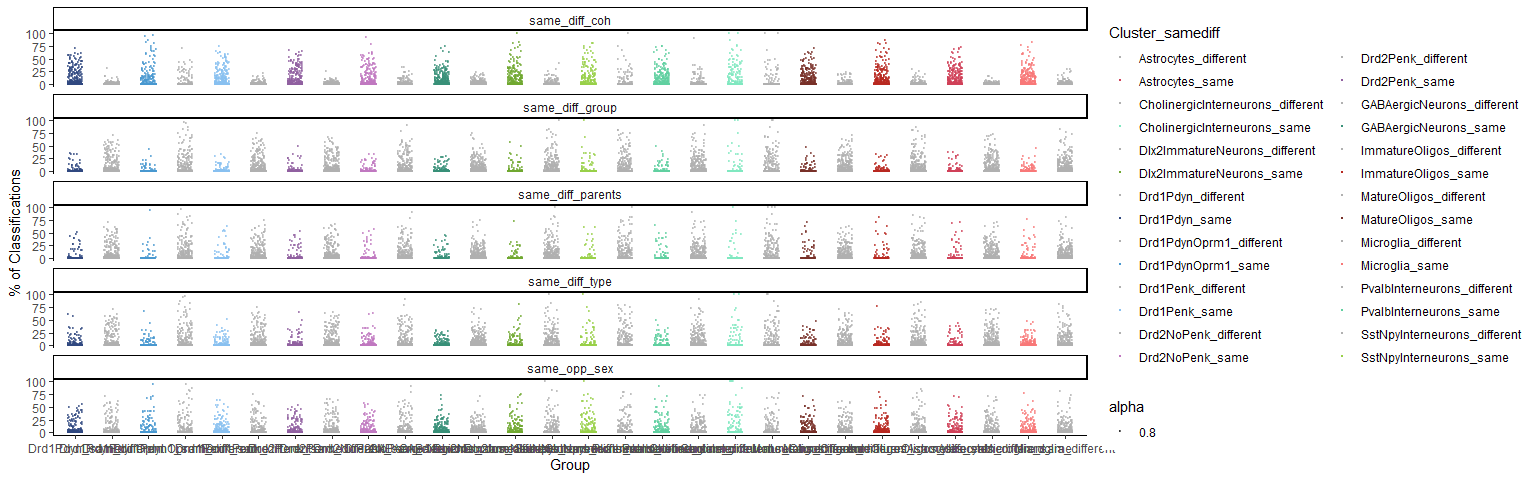 same_diff_coh
100
75
50
25
0
same_diff_group
100
75
50
25
0
same_diff_parents
100
75
50
25
0
same_diff_type
100
75
50
25
0
same_opp_sex
100
75
50
25
0
% of Classifications
Group
Cluster_samediff
Astrocytes_different
Astrocytes_same
CholinergicInterneurons_different
CholinergicInterneurons_same
Dlx2ImmatureNeurons_different
Dlx2ImmatureNeurons_same
Drd1Pdyn_different
Drd1Pdyn_same
Drd1PdynOprm1_different
Drd1PdynOprm1_same
Drd1Penk_different
Drd1Penk_same
Drd2NoPenk_different
Drd2NoPenk_same
Drd2Penk_different
Drd2Penk_same
GABAergicNeurons_different
GABAergicNeurons_same
ImmatureOligos_different
ImmatureOligos_same
MatureOligos_different
MatureOligos_same
Microglia_different
Microglia_same
PvalbInterneurons_different
PvalbInterneurons_same
SstNpyInterneurons_different
SstNpyInterneurons_same
alpha
0.8